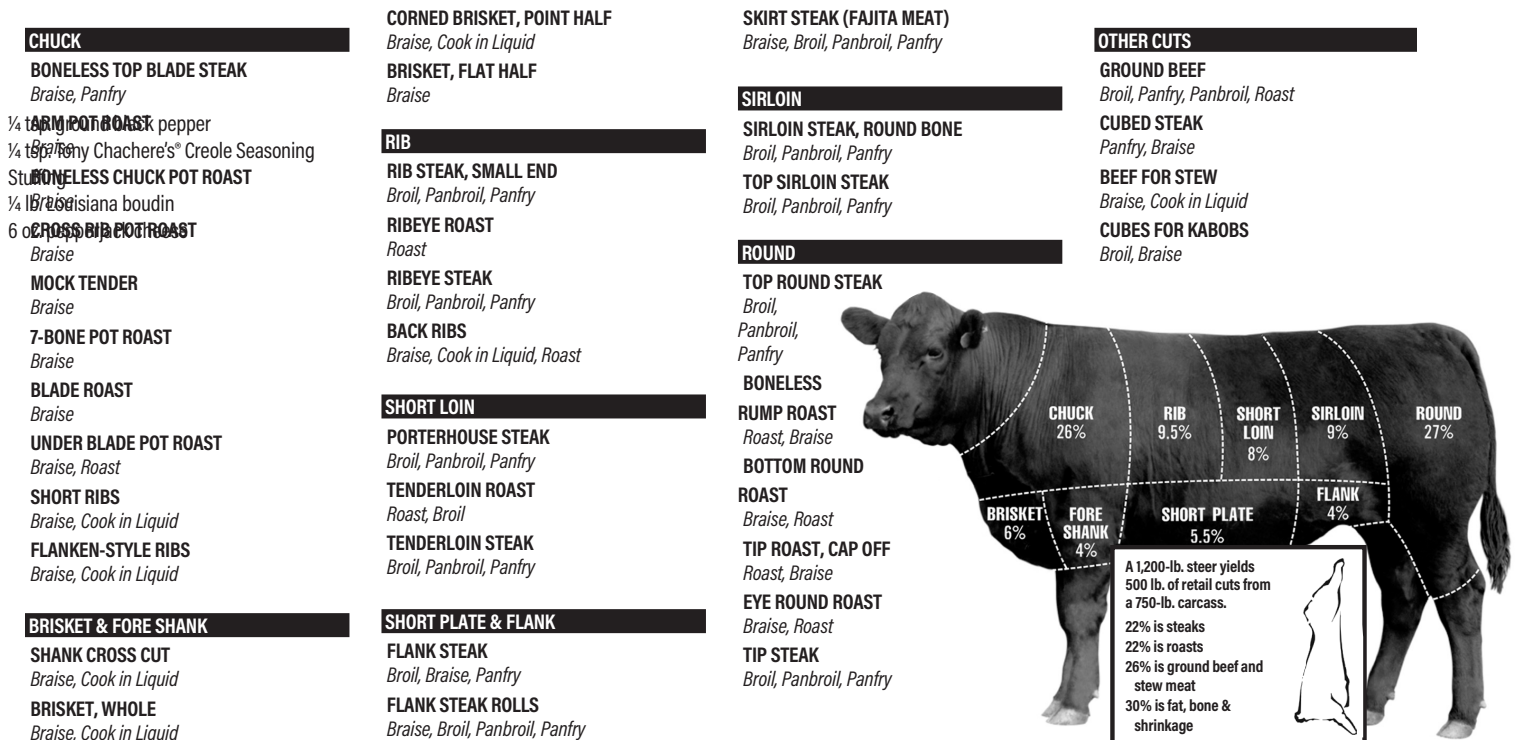 CHUCK
BONELESS TOP BLADE STEAK
Braise, Panfry
ARM POT ROAST
Braise
BONELESS CHUCK POT ROAST
Braise
CROSS RIB POT ROAST
Braise
MOCK TENDER
Braise
7-BONE POT ROAST
Braise
BLADE ROAST
Braise
UNDER BLADE POT ROAST
Braise, Roast
SHORT RIBS
Braise, Cook in Liquid
FLANKEN-STYLE RIBS
Braise, Cook in Liquid
¼ tsp. ground black pepper
¼ tsp. Tony Chachere's® Creole Seasoning
Stuffing
¼ lb. Louisiana boudin
6 oz. pepperjack cheese
BRISKET & FORE SHANK
SHANK CROSS CUT
Braise, Cook in Liquid
BRISKET, WHOLE
Braise, Cook in Liquid
CORNED BRISKET, POINT HALF
Braise, Cook in Liquid
BRISKET, FLAT HALF
Braise
RIB
RIB STEAK, SMALL END
Broil, Panbroil, Panfry
RIBEYE ROAST
Roast
RIBEYE STEAK
Broil, Panbroil, Panfry
BACK RIBS
Braise, Cook in Liquid, Roast
SHORT LOIN
PORTERHOUSE STEAK
Broil, Panbroil, Panfry
TENDERLOIN ROAST
Roast, Broil
TENDERLOIN STEAK
Broil, Panbroil, Panfry
SHORT PLATE & FLANK
FLANK STEAK
Broil, Braise, Panfry
FLANK STEAK ROLLS
Braise, Broil, Panbroil, Panfry
SKIRT STEAK (FAJITA MEAT)
Braise, Broil, Panbroil, Panfry
SIRLOIN
SIRLOIN STEAK, ROUND BONE
Broil, Panbroil, Panfry
TOP SIRLOIN STEAK
Broil, Panbroil, Panfry
ROUND
TOP ROUND STEAK
Broil,
Panbroil,
Panfry
BONELESS
RUMP ROAST
Roast, Braise
BOTTOM ROUND
ROAST
Braise, Roast
TIP ROAST, CAP OFF
Roast, Braise
EYE ROUND ROAST
Braise, Roast
TIP STEAK
Broil, Panbroil, Panfry
OTHER CUTS
GROUND BEEF
Broil, Panfry, Panbroil, Roast
CUBED STEAK
Panfry, Braise
BEEF FOR STEW
Braise, Cook in Liquid
CUBES FOR KABOBS
Broil, Braise
CHUCK
26%
RIB
9.5%
SHORT
LOIN
8%
SIRLOIN
9%
ROUND
27%
BRISKET
6%
FORE
SHANK
4%
SHORT PLATE
5.5%
FLANK
4%
A 1,200-lb. steer yields
500 lb. of retail cuts from
a 750-lb. carcass.
22% is steaks
22% is roasts
26% is ground beef and
stew meat
30% is fat, bone &
shrinkage